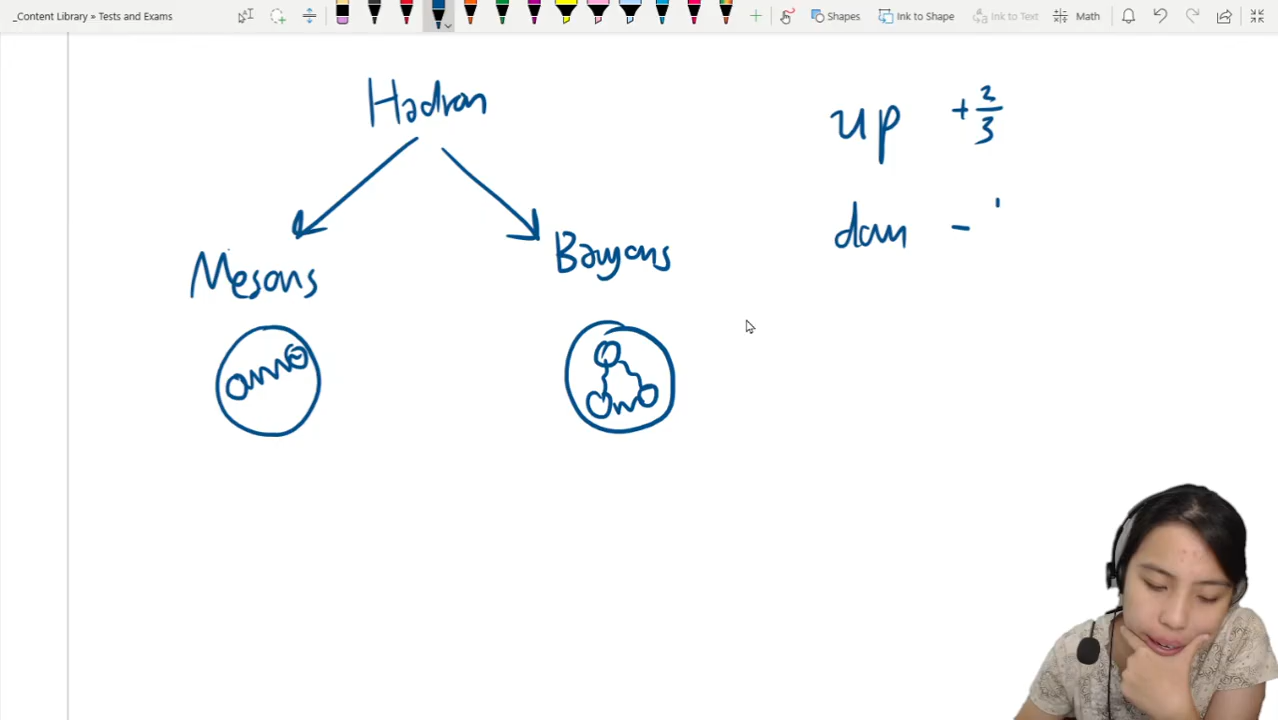 _Content Library » Tests and Exams
Shapes
Ink to Shape
Ink to Text
Math
Hadron
up +2/3
down -
Mesons
Baryons